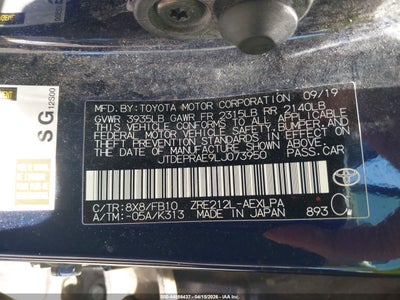 MFD. BY: TOYOTA MOTOR CORPORATION 09/19
GVWR 3935LB GAWR FR 2315LB RR 2140LB
THIS VEHICLE CONFORMS TO ALL APPLICABLE
FEDERAL MOTOR VEHICLE SAFETY, BUMPER, AND
THEFT PREVENTION STANDARDS IN EFFECT ON
THE DATE OF MANUFACTURE SHOWN ABOVE.
JTDEPRAE9LJ073950 PASS. CAR
C/TR: 8X8/FB10 ZRE212L-AEXLPA
A/TM: -05A/K313 MADE IN JAPAN 893
SG
12S00